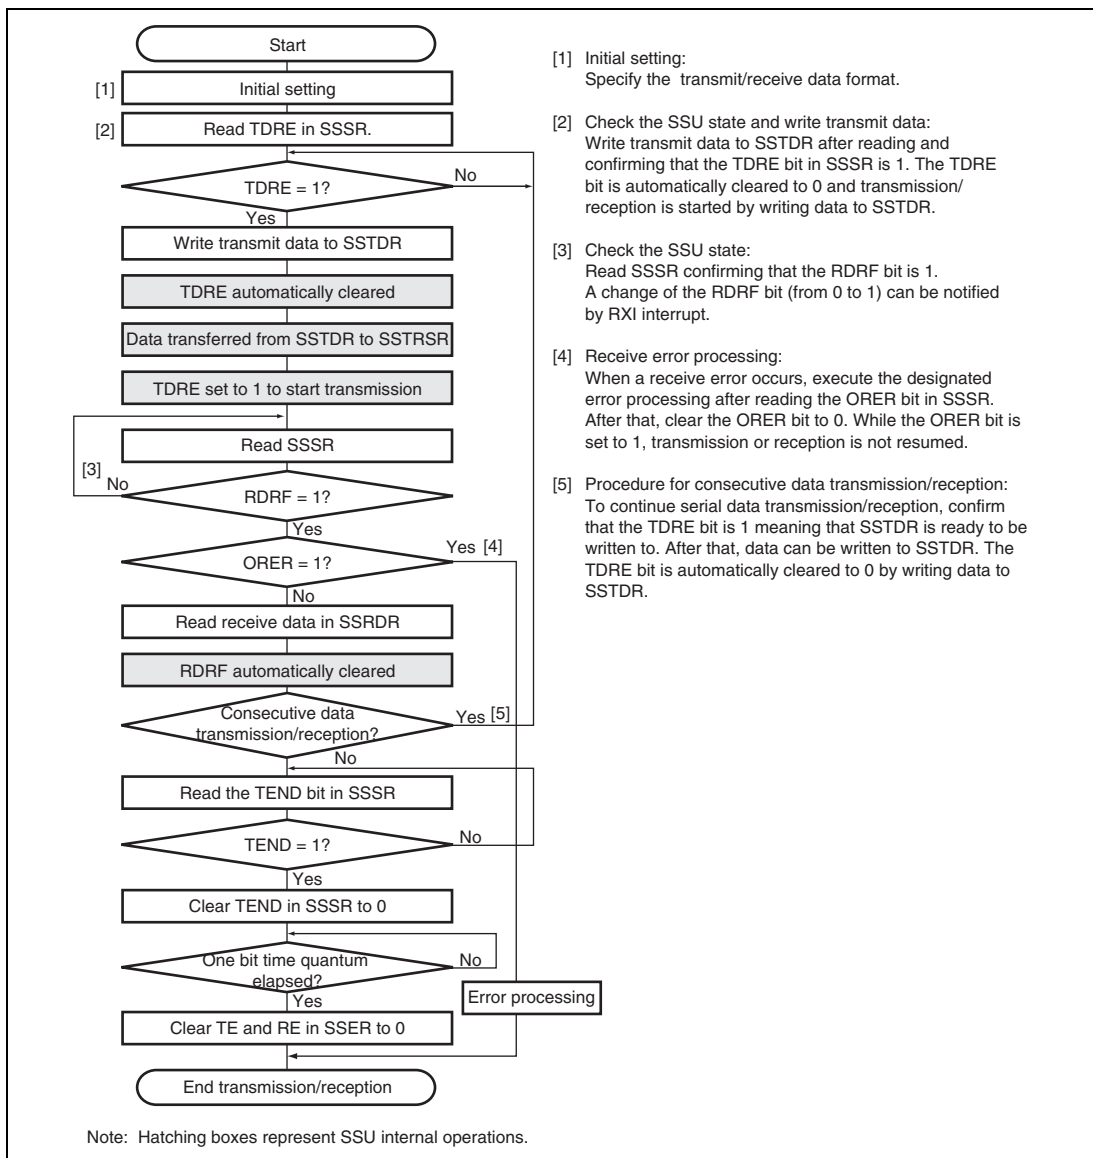 Start
[1] Initial setting
[2] Read TDRE in SSSR.
TDRE = 1?
No
Yes
Write transmit data to SSTDR
TDRE automatically cleared
Data transferred from SSTDR to SSTRSR
TDRE set to 1 to start transmission
Read SSSR
[3]
No
RDRF = 1?
Yes
ORER = 1?
Yes [4]
No
Read receive data in SSRDR
RDRF automatically cleared
Consecutive data
transmission/reception?
Yes [5]
No
Read the TEND bit in SSSR
TEND = 1?
No
Yes
Clear TEND in SSSR to 0
One bit time quantum
elapsed?
No
Yes
Error processing
Clear TE and RE in SSER to 0
End transmission/reception
[1] Initial setting:
Specify the transmit/receive data format.
[2] Check the SSU state and write transmit data:
Write transmit data to SSTDR after reading and
confirming that the TDRE bit in SSSR is 1. The TDRE
bit is automatically cleared to 0 and transmission/
reception is started by writing data to SSTDR.
[3] Check the SSU state:
Read SSSR confirming that the RDRF bit is 1.
A change of the RDRF bit (from 0 to 1) can be notified
by RXI interrupt.
[4] Receive error processing:
When a receive error occurs, execute the designated
error processing after reading the ORER bit in SSSR.
After that, clear the ORER bit to 0. While the ORER bit is
set to 1, transmission or reception is not resumed.
[5] Procedure for consecutive data transmission/reception:
To continue serial data transmission/reception, confirm
that the TDRE bit is 1 meaning that SSTDR is ready to be
written to. After that, data can be written to SSTDR. The
TDRE bit is automatically cleared to 0 by writing data to
SSTDR.
Note: Hatching boxes represent SSU internal operations.